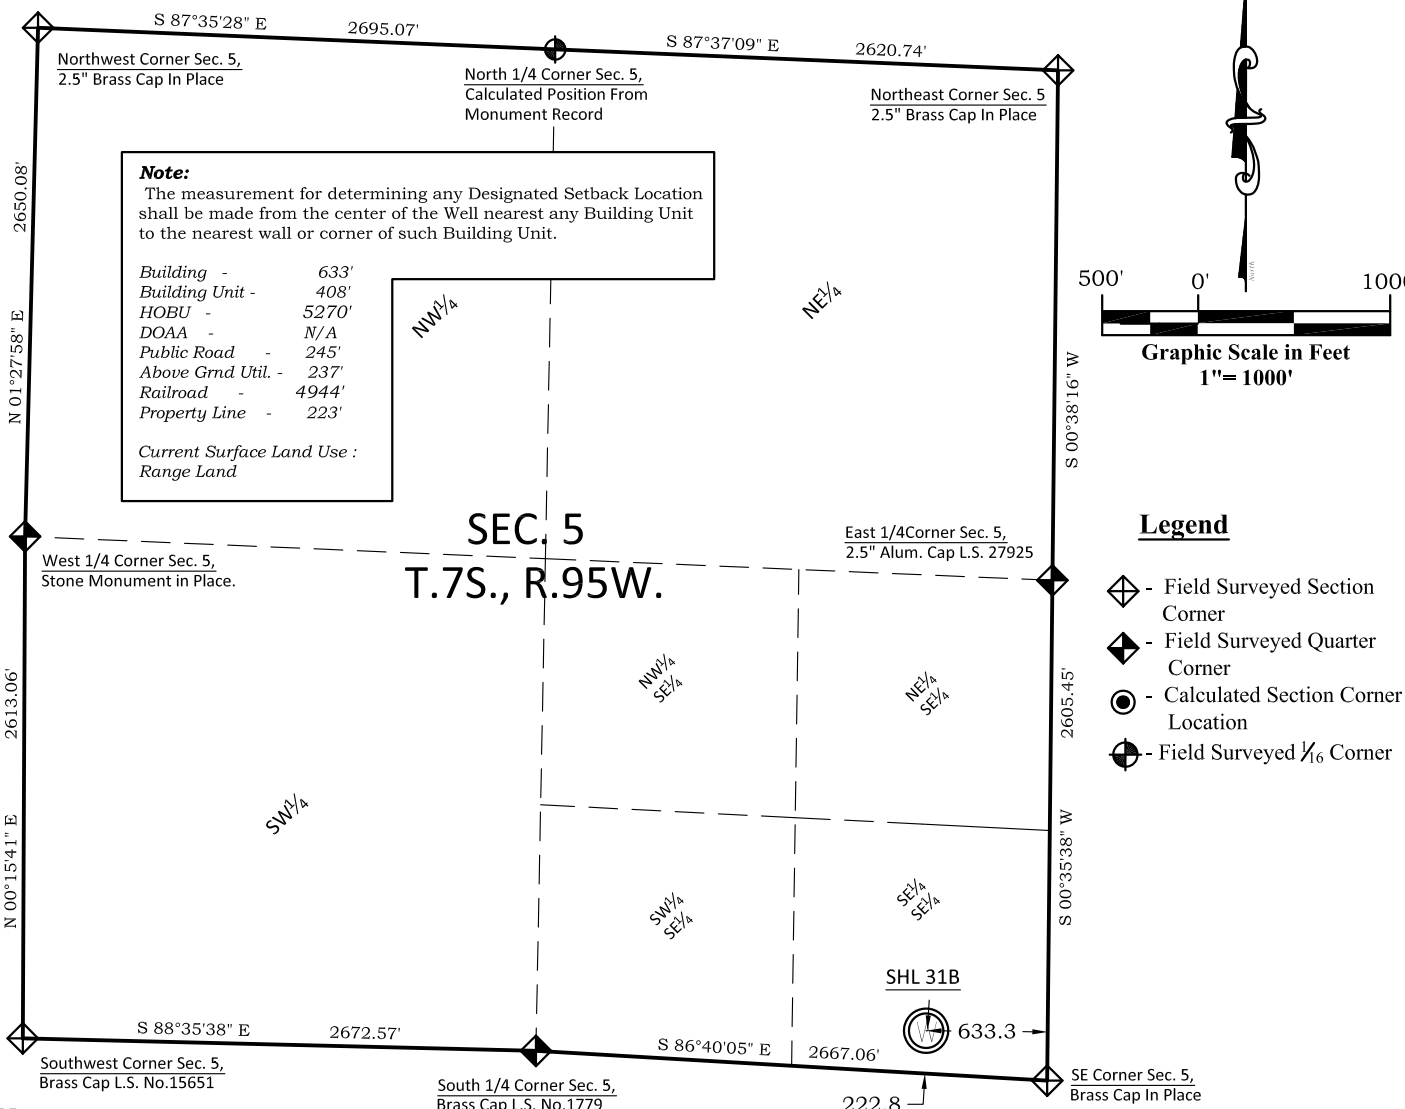 S 87°35'28" E 2695.07'
S 87°37'09" E 2620.74'
Northwest Corner Sec. 5,
2.5" Brass Cap In Place
North 1/4 Corner Sec. 5,
Calculated Position From
Monument Record
Northeast Corner Sec. 5
2.5" Brass Cap In Place
2650.08'
N 01°27'58" E
Note:
The measurement for determining any Designated Setback Location
shall be made from the center of the Well nearest any Building Unit
to the nearest wall or corner of such Building Unit.
Building - 633'
Building Unit - 408'
HOBU - 5270'
DOAA - N/A
Public Road - 245'
Above Grnd Util. - 237'
Railroad - 4944'
Property Line - 223'
Current Surface Land Use :
Range Land
NW¼
NE¼
S 00°38'16" W
North
500' 0' 1000
Graphic Scale in Feet
1"= 1000'
SEC. 5
T.7S., R.95W.
West 1/4 Corner Sec. 5,
Stone Monument in Place.
East 1/4Corner Sec. 5,
2.5" Alum. Cap L.S. 27925
Legend
- Field Surveyed Section
Corner
- Field Surveyed Quarter
Corner
- Calculated Section Corner
Location
- Field Surveyed 1/16 Corner
2613.06'
N 00°15'41" E
NW¼
SE¼
NE¼
SE¼
2605.45'
S 00°35'38" W
SW¼
SW¼
SE¼
SE¼
SE¼
SHL 31B
W
633.3
S 88°35'38" E 2672.57'
S 86°40'05" E 2667.06'
Southwest Corner Sec. 5,
Brass Cap L.S. No.15651
South 1/4 Corner Sec. 5,
Brass Cap L.S. No.1779
222.8
SE Corner Sec. 5,
Brass Cap In Place